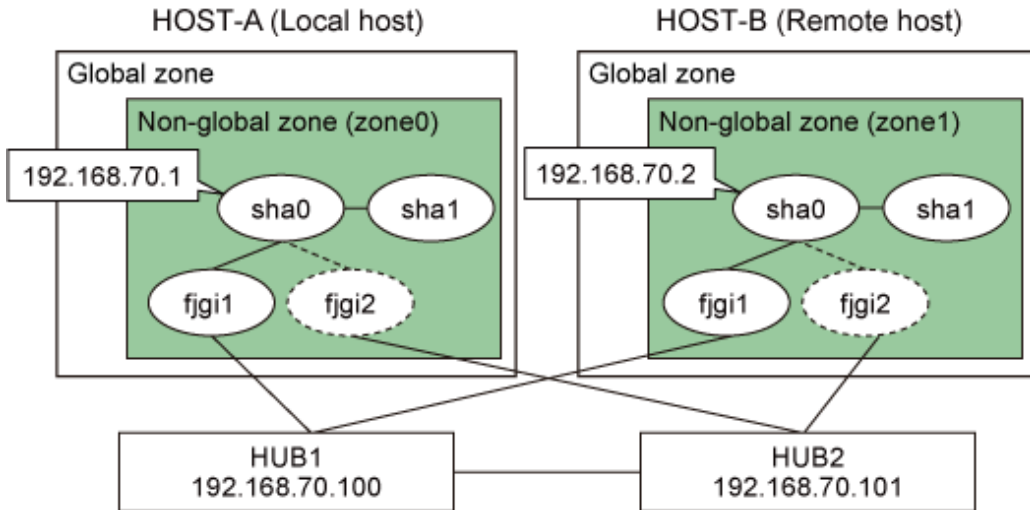 HOST-A (Local host)
HOST-B (Remote host)
Global zone
Global zone
Non-global zone (zone0)
Non-global zone (zone1)
192.168.70.1
192.168.70.2
sha0
sha1
sha0
sha1
fjgi1
fjgi2
fjgi1
fjgi2
HUB1
192.168.70.100
HUB2
192.168.70.101